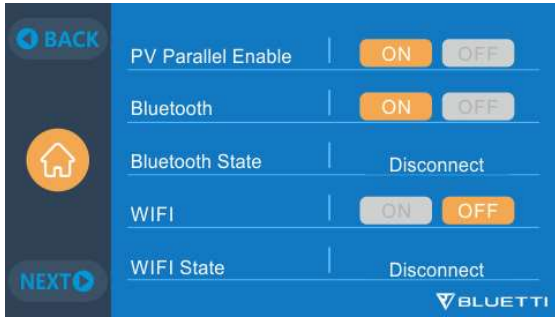 BACK
PV Parallel Enable ON OFF
Bluetooth ON OFF
Bluetooth State Disconnect
WIFI ON OFF
WIFI State Disconnect
NEXT
BLUETTI